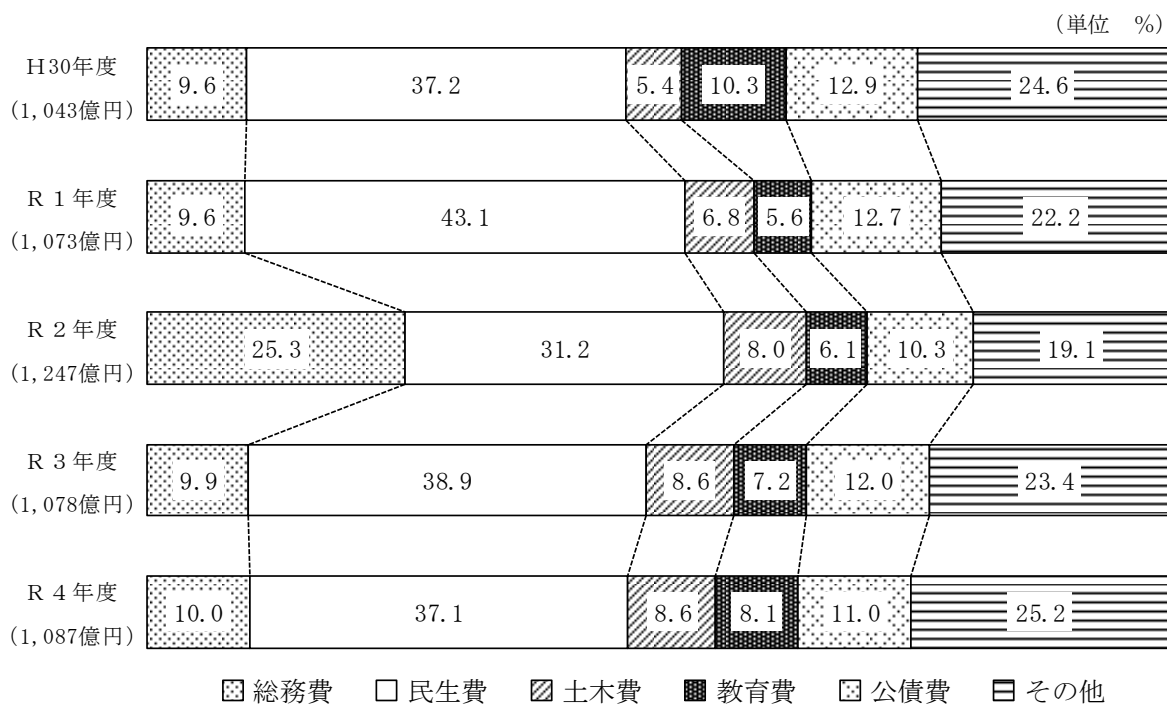 (単位　%)
H30年度
(1,043億円)
9.6 37.2 5.4 10.3 12.9 24.6
R１年度
(1,073億円)
9.6 43.1 6.8 5.6 12.7 22.2
R２年度
(1,247億円)
25.3 31.2 8.0 6.1 10.3 19.1
R３年度
(1,078億円)
9.9 38.9 8.6 7.2 12.0 23.4
R４年度
(1,087億円)
10.0 37.1 8.6 8.1 11.0 25.2
総務費 民生費 土木費 教育費 公債費 その他